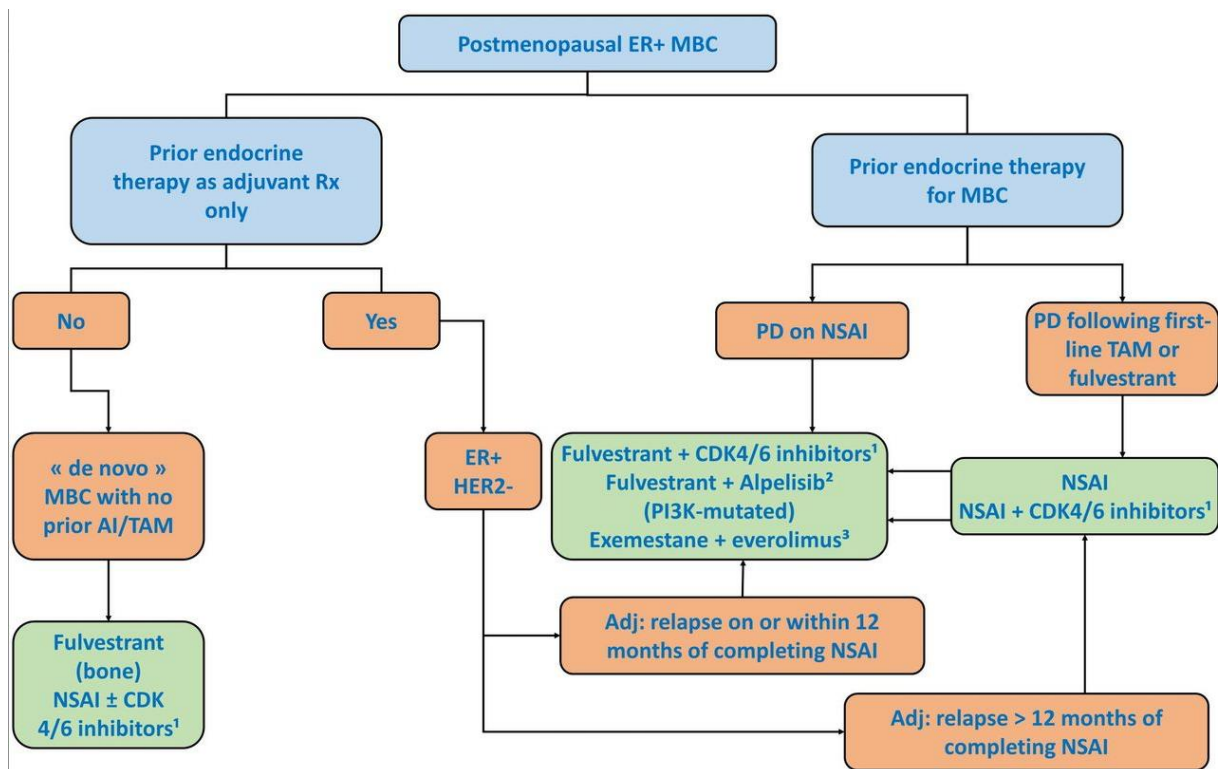 Postmenopausal ER+ MBC
Prior endocrine
therapy as adjuvant Rx
only
Prior endocrine therapy
for MBC
No
Yes
PD on NSAI
PD following first-
line TAM or
fulvestrant
« de novo »
MBC with no
prior AI/TAM
ER+
HER2-
Fulvestrant + CDK4/6 inhibitors¹
Fulvestrant + Alpelisib²
(PI3K-mutated)
Exemestane + everolimus³
NSAI
NSAI + CDK4/6 inhibitors¹
Fulvestrant
(bone)
NSAI ± CDK
4/6 inhibitors¹
Adj: relapse on or within 12
months of completing NSAI
Adj: relapse > 12 months of
completing NSAI